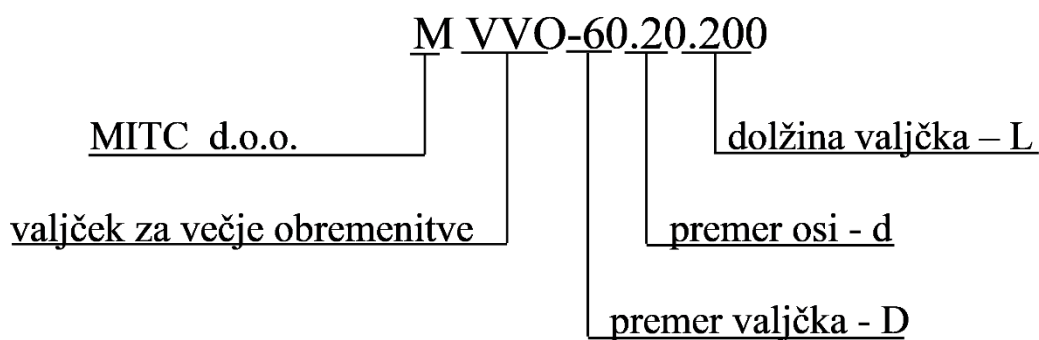 M VVO-60.20.200
MITC d.o.o.
dolžina valjčka – L
valjček za večje obremenitve
premer osi - d
premer valjčka - D